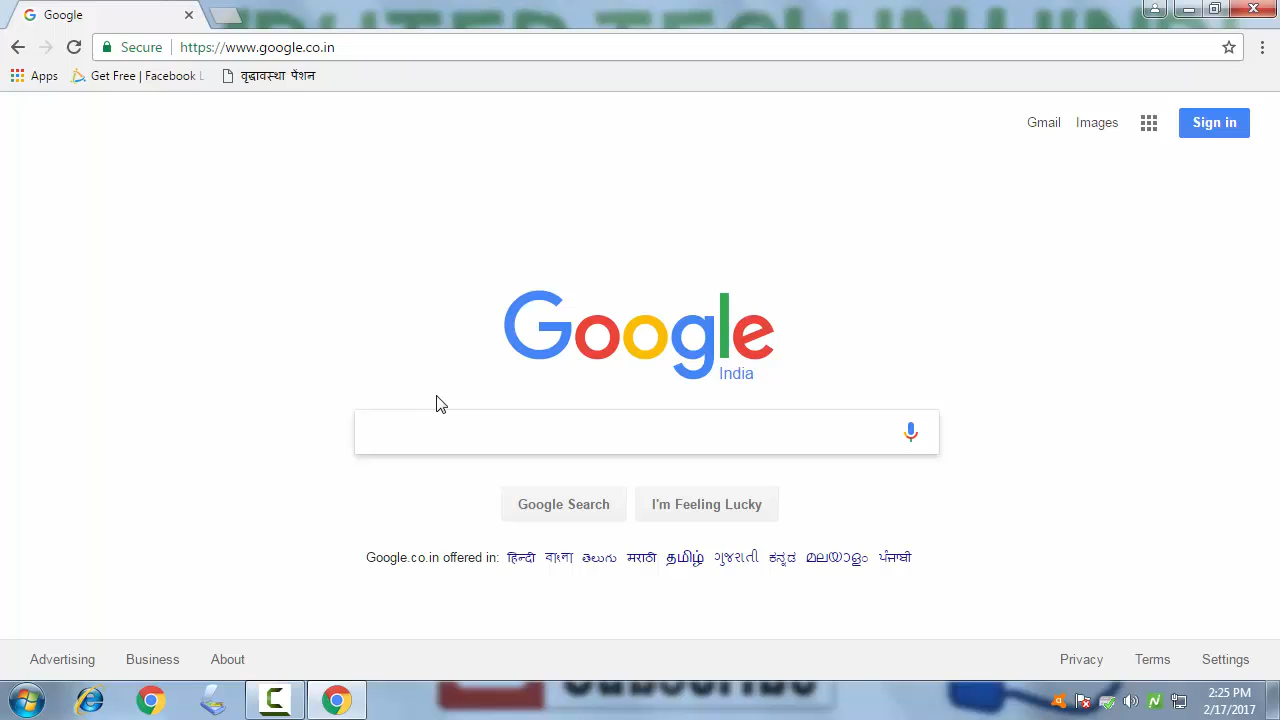 Google
Secure https://www.google.co.in
Apps Get Free | Facebook L वृद्धावस्था पेंशन
Gmail Images Sign in
Google
India
Google Search I'm Feeling Lucky
Google.co.in offered in: हिन्दी বাংলা తెలుగు मराठी தமிழ் ગુજરાતી ಕನ್ನಡ മലയാളം ਪੰਜਾਬੀ
Advertising Business About Privacy Terms Settings
2:25 PM
2/17/2017